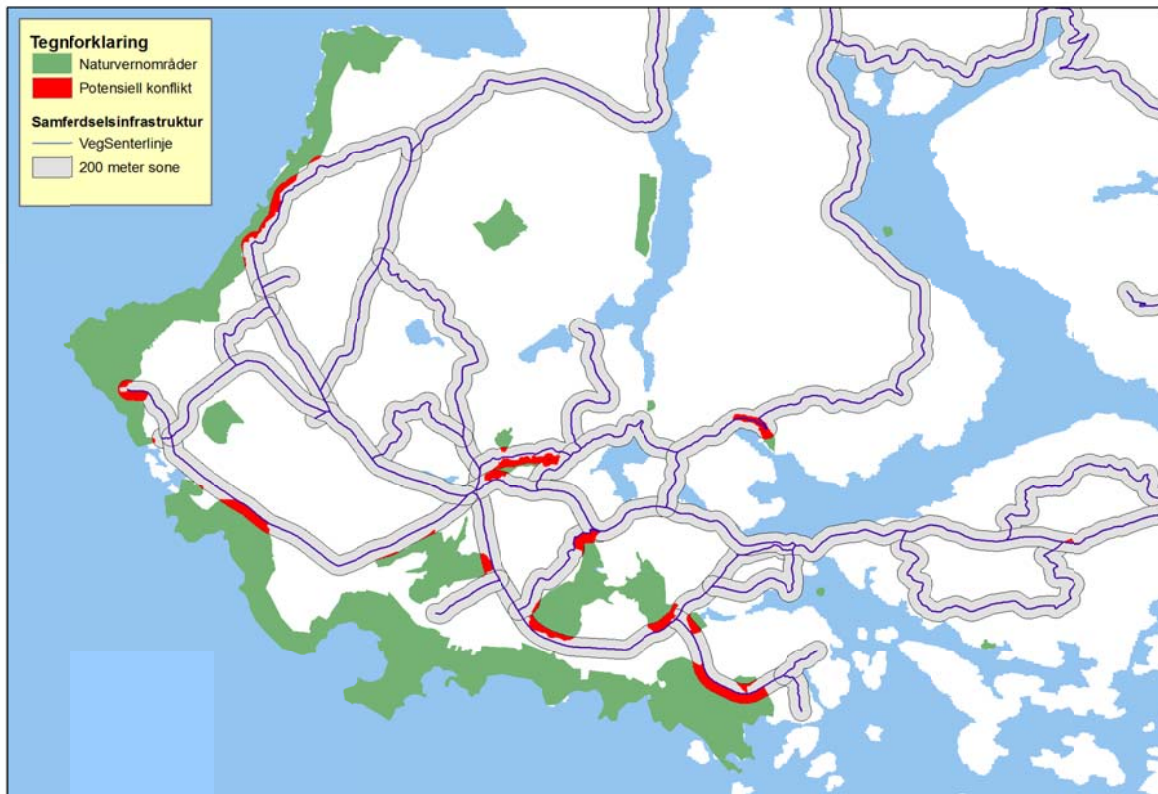 Tegnforklaring
Naturvernområder
Potensiell konflikt
Samferdselsinfrastruktur
VegSenterlinje
200 meter sone